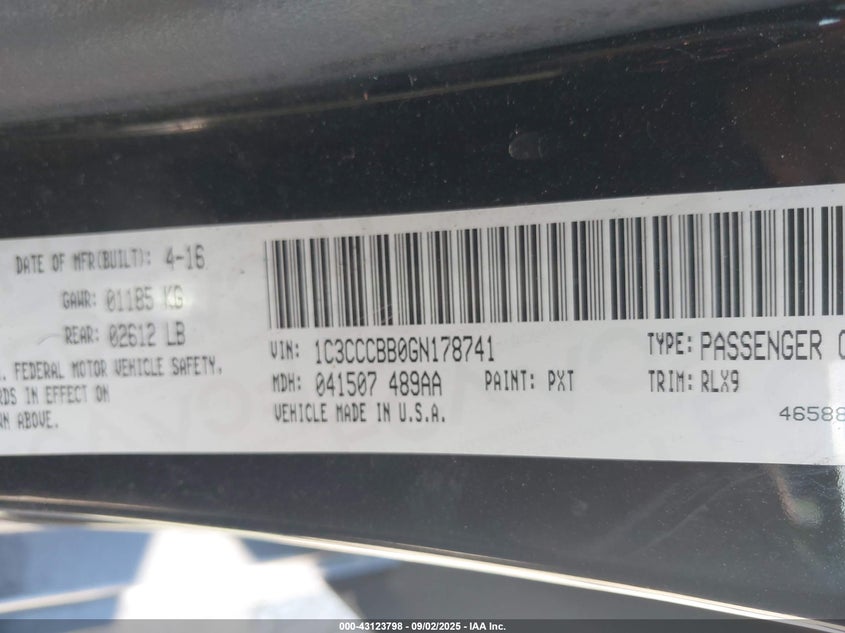 DATE OF MFR(BUILT): 4-16
GAWR: 01185 KG
REAR: 02612 LB
FEDERAL MOTOR VEHICLE SAFETY,
RDS IN EFFECT ON
WN ABOVE.
VIN: 1C3CCCBB0GN178741
TYPE: PASSENGER
MDH: 041507 489AA PAINT: PXT
TRIM: RLX9
VEHICLE MADE IN U.S.A.
46588
000-43123798 - 09/02/2025 - IAA Inc.